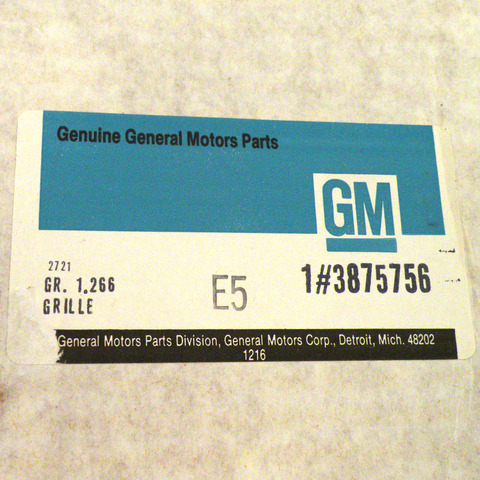 Genuine General Motors Parts
GM
2721
GR. 1.266
GRILLE
E5
1#3875756
General Motors Parts Division, General Motors Corp., Detroit, Mich. 48202
1216